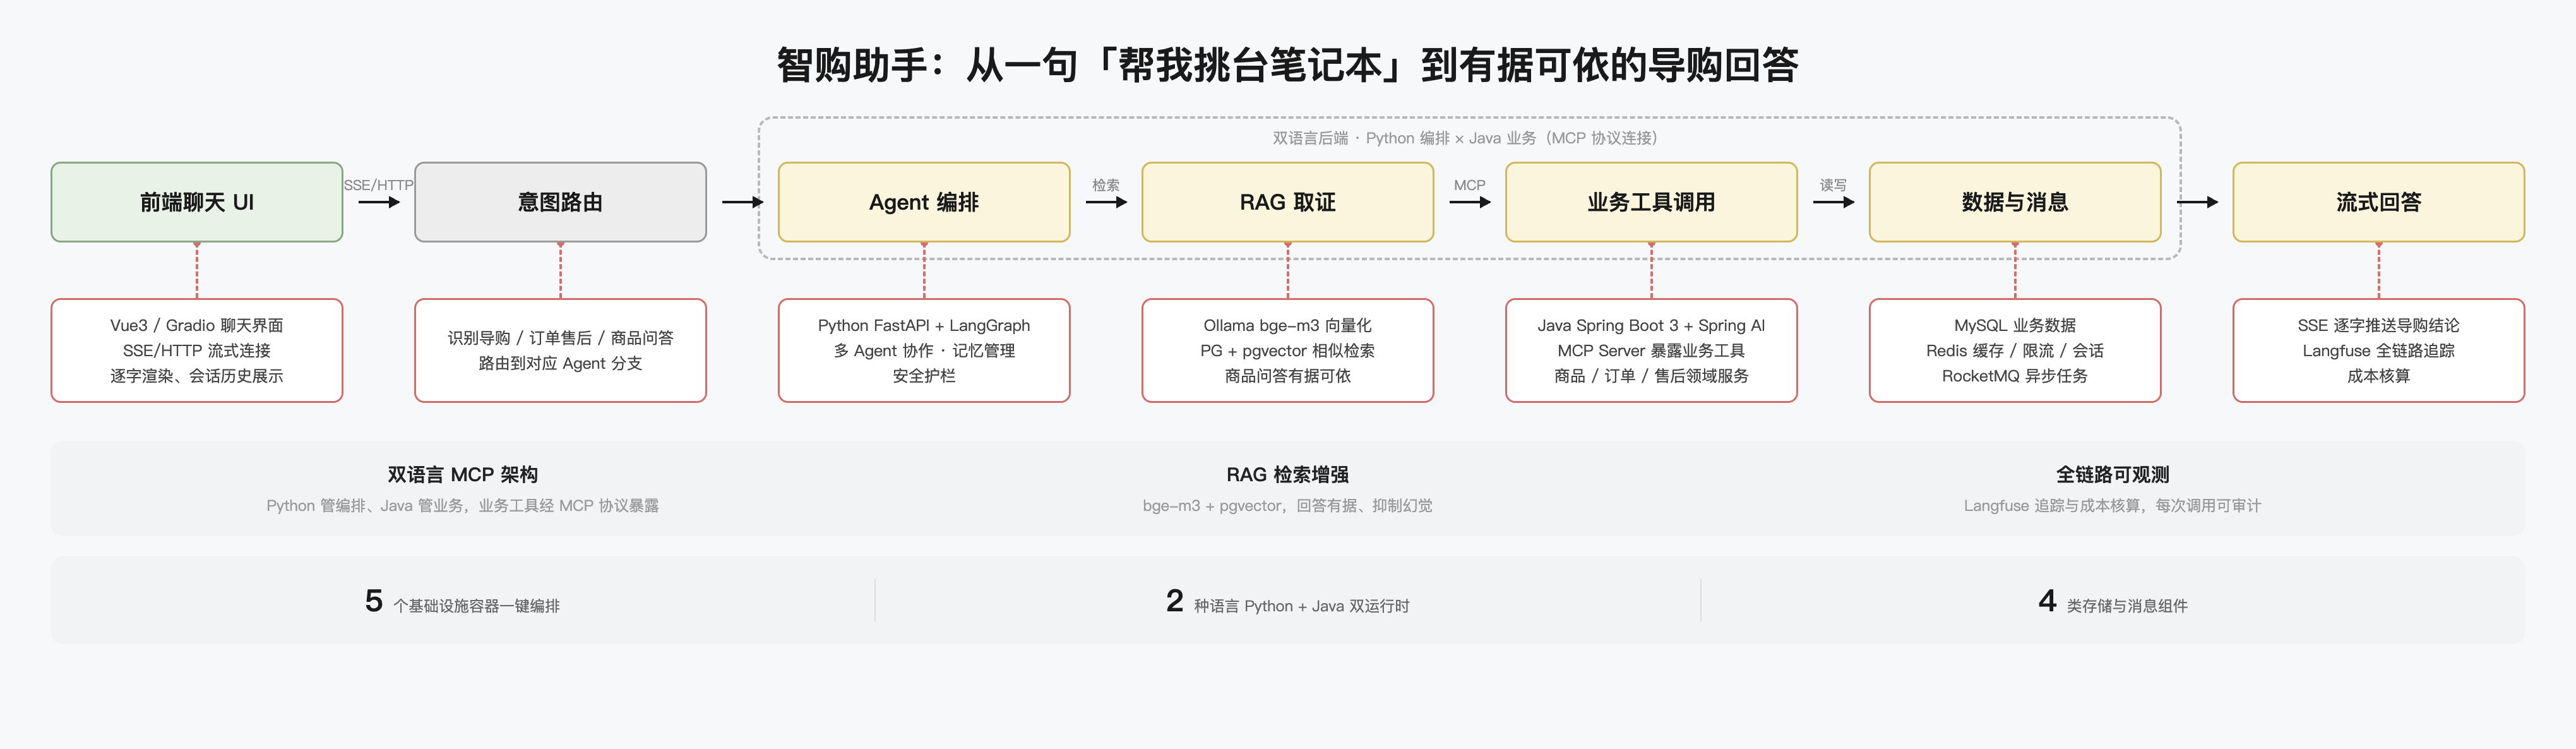 智购助手：从一句「帮我挑台笔记本」到有据可依的导购回答
双语言后端 · Python 编排 × Java 业务（MCP 协议连接）
前端聊天 UI
SSE/HTTP
意图路由
Agent 编排
检索
RAG 取证
MCP
业务工具调用
读写
数据与消息
流式回答
Vue3 / Gradio 聊天界面
SSE/HTTP 流式连接
逐字渲染、会话历史展示
识别导购 / 订单售后 / 商品问答
路由到对应 Agent 分支
Python FastAPI + LangGraph
多 Agent 协作 · 记忆管理
安全护栏
Ollama bge-m3 向量化
PG + pgvector 相似检索
商品问答有据可依
Java Spring Boot 3 + Spring AI
MCP Server 暴露业务工具
商品 / 订单 / 售后领域服务
MySQL 业务数据
Redis 缓存 / 限流 / 会话
RocketMQ 异步任务
SSE 逐字推送导购结论
Langfuse 全链路追踪
成本核算
双语言 MCP 架构
Python 管编排、Java 管业务，业务工具经 MCP 协议暴露
RAG 检索增强
bge-m3 + pgvector，回答有据、抑制幻觉
全链路可观测
Langfuse 追踪与成本核算，每次调用可审计
5 个基础设施容器一键编排
2 种语言 Python + Java 双运行时
4 类存储与消息组件